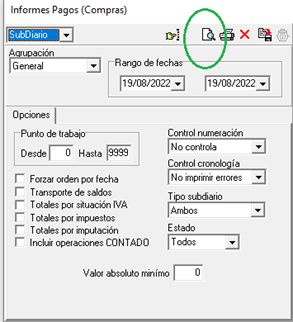 Informes Pagos (Compras)
SubDiario
Agrupación
General
Rango de fechas
19/08/2022
19/08/2022
Opciones
Punto de trabajo
Desde 0 Hasta 9999
Forzar orden por fecha
Transporte de saldos
Totales por situación IVA
Totales por impuestos
Totales por imputación
Incluir operaciones CONTADO
Control numeración
No controla
Control cronología
No imprimir errores
Tipo subdiario
Ambos
Estado
Todos
Valor absoluto minímo 0